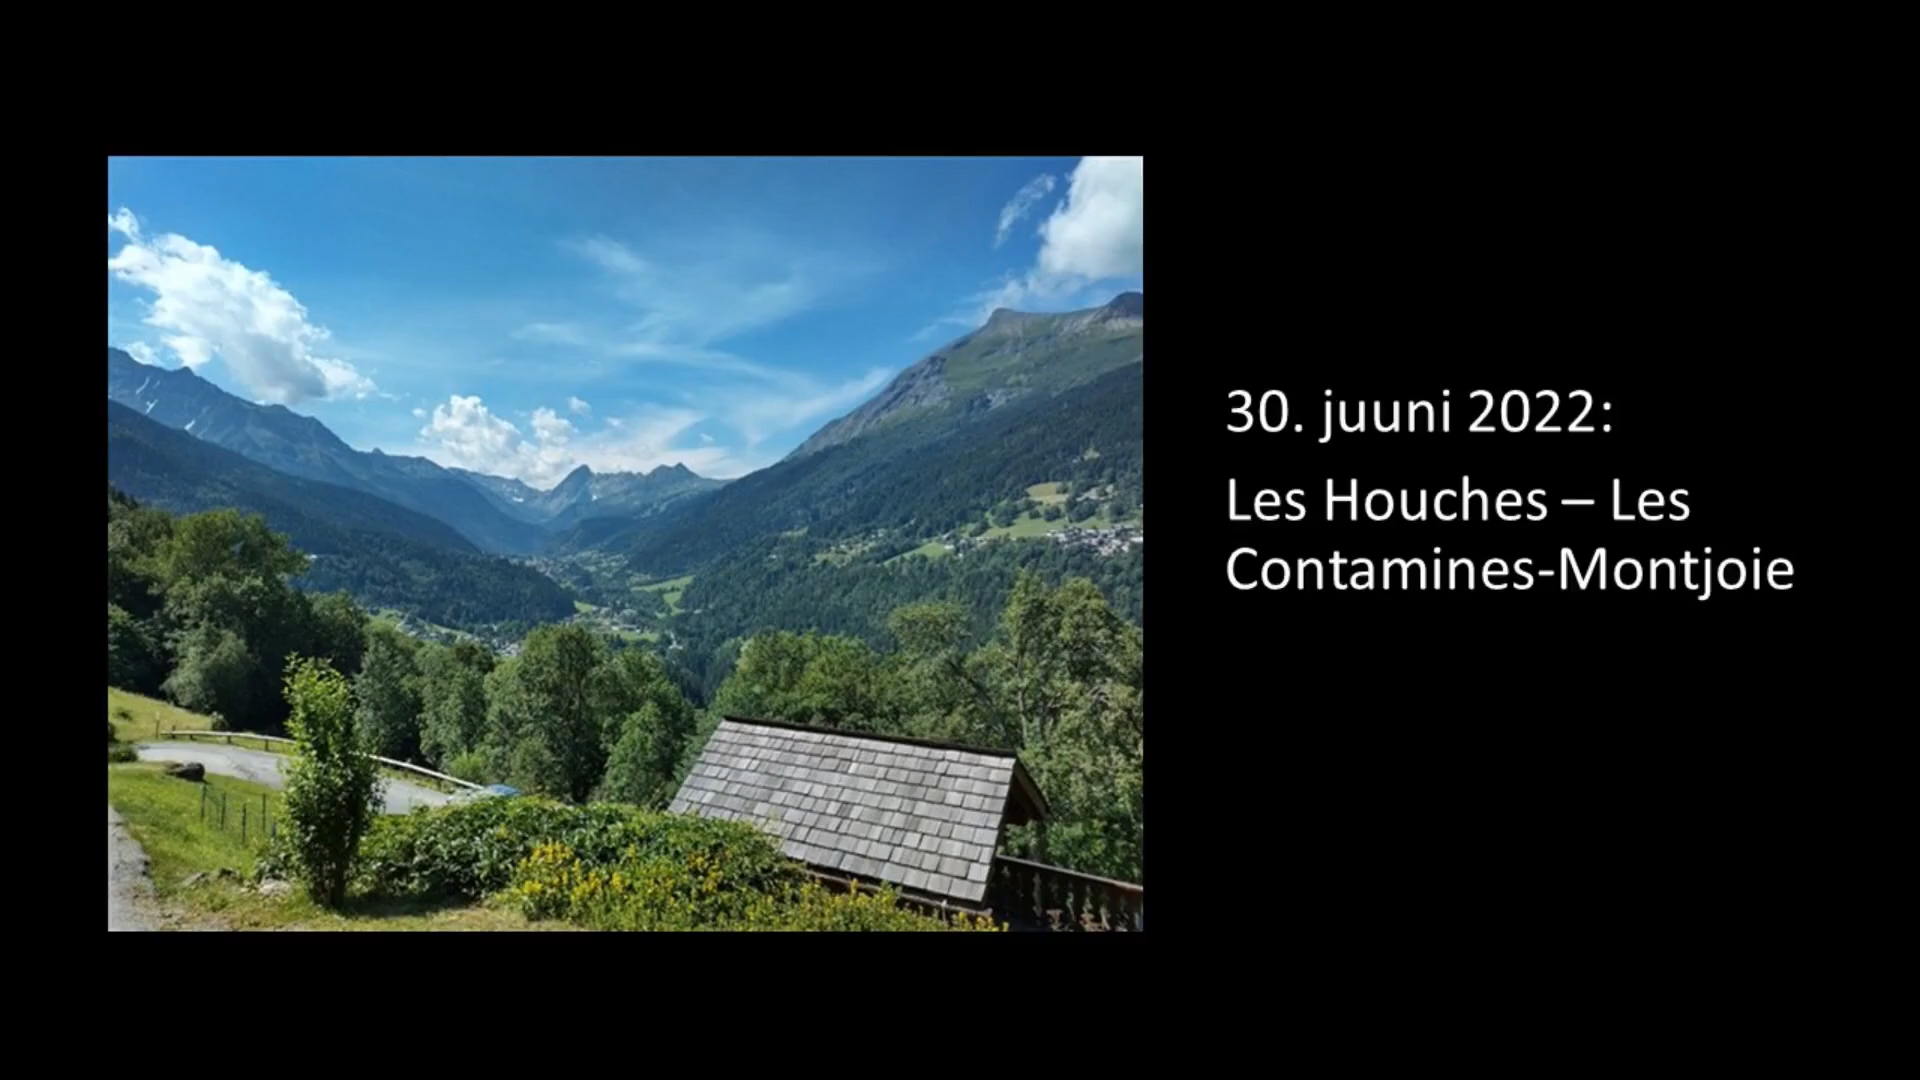 30. juuni 2022:
Les Houches – Les
Contamines-Montjoie